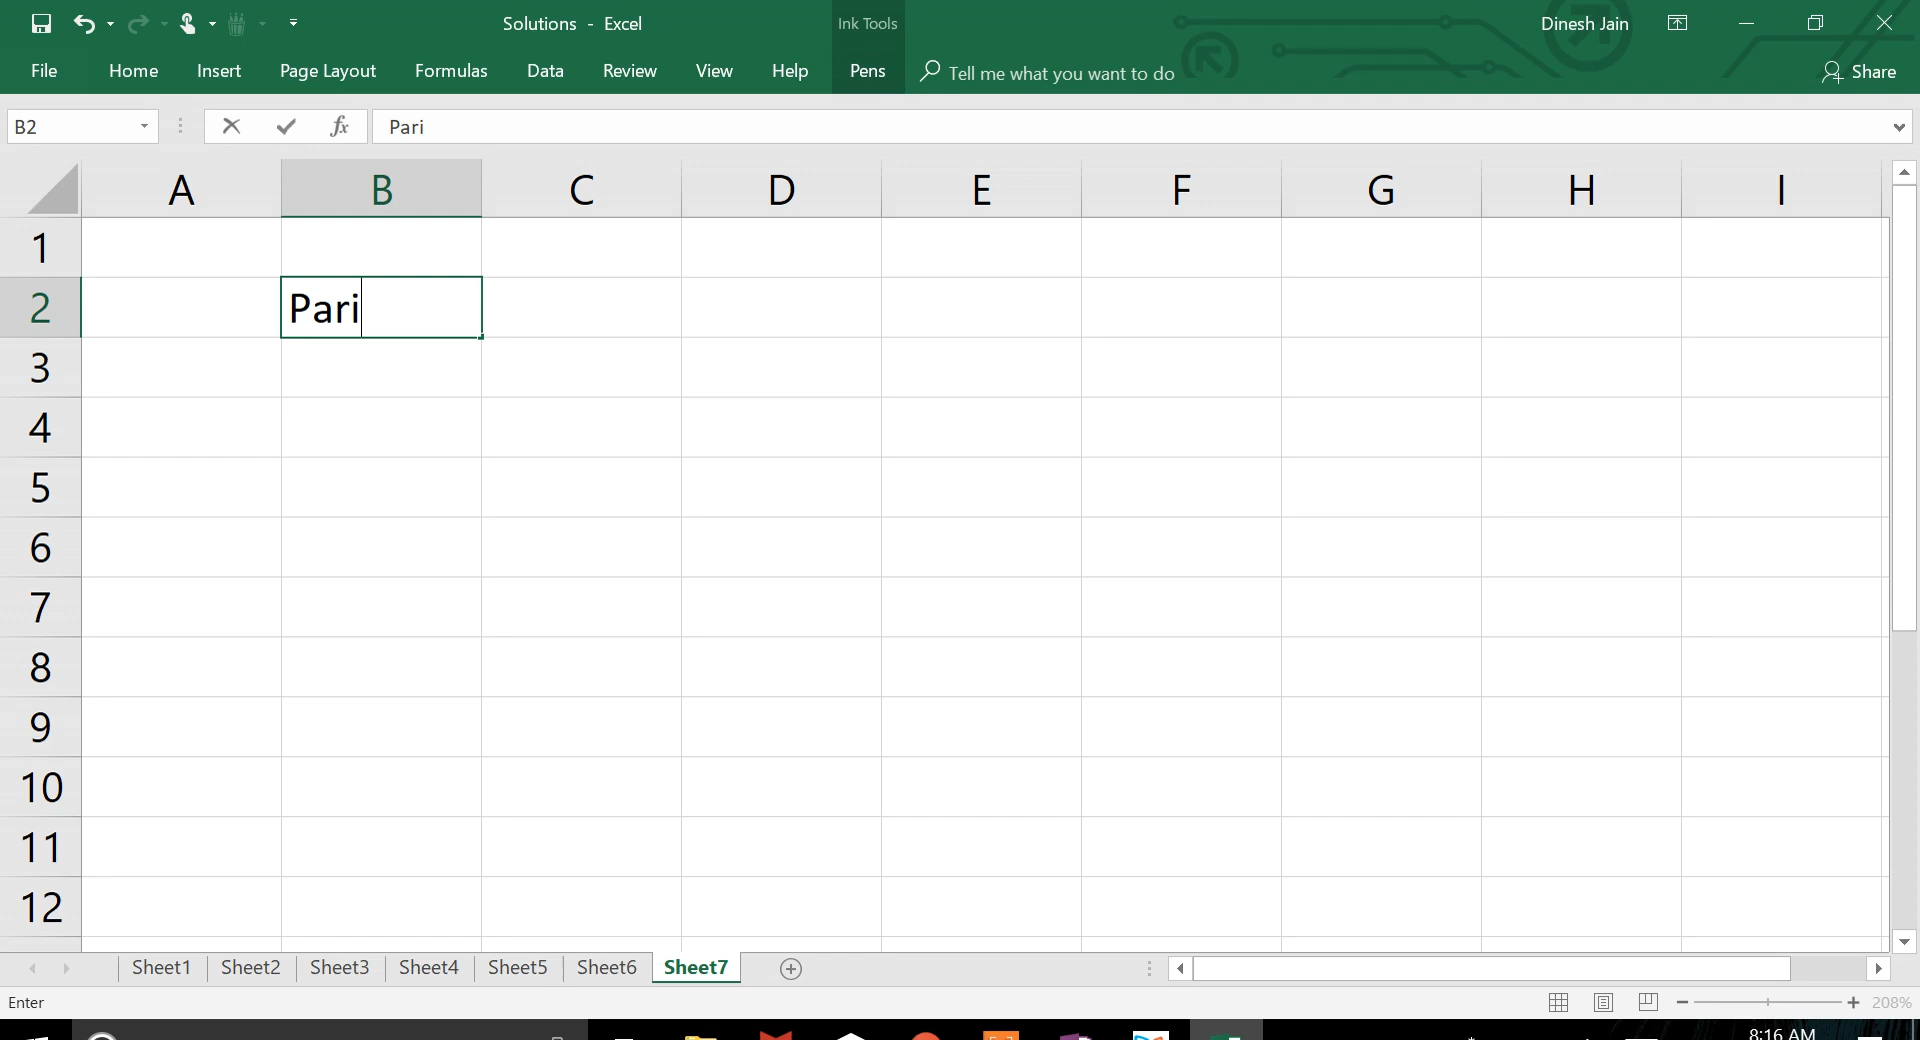 Solutions - Excel
Ink Tools
Dinesh Jain
File Home Insert Page Layout Formulas Data Review View Help Pens Tell me what you want to do Share
B2 fx Pari
A B C D E F G H I
1
2 Pari
3
4
5
6
7
8
9
10
11
12
Sheet1 Sheet2 Sheet3 Sheet4 Sheet5 Sheet6 Sheet7
Enter 208%
8:16 AM